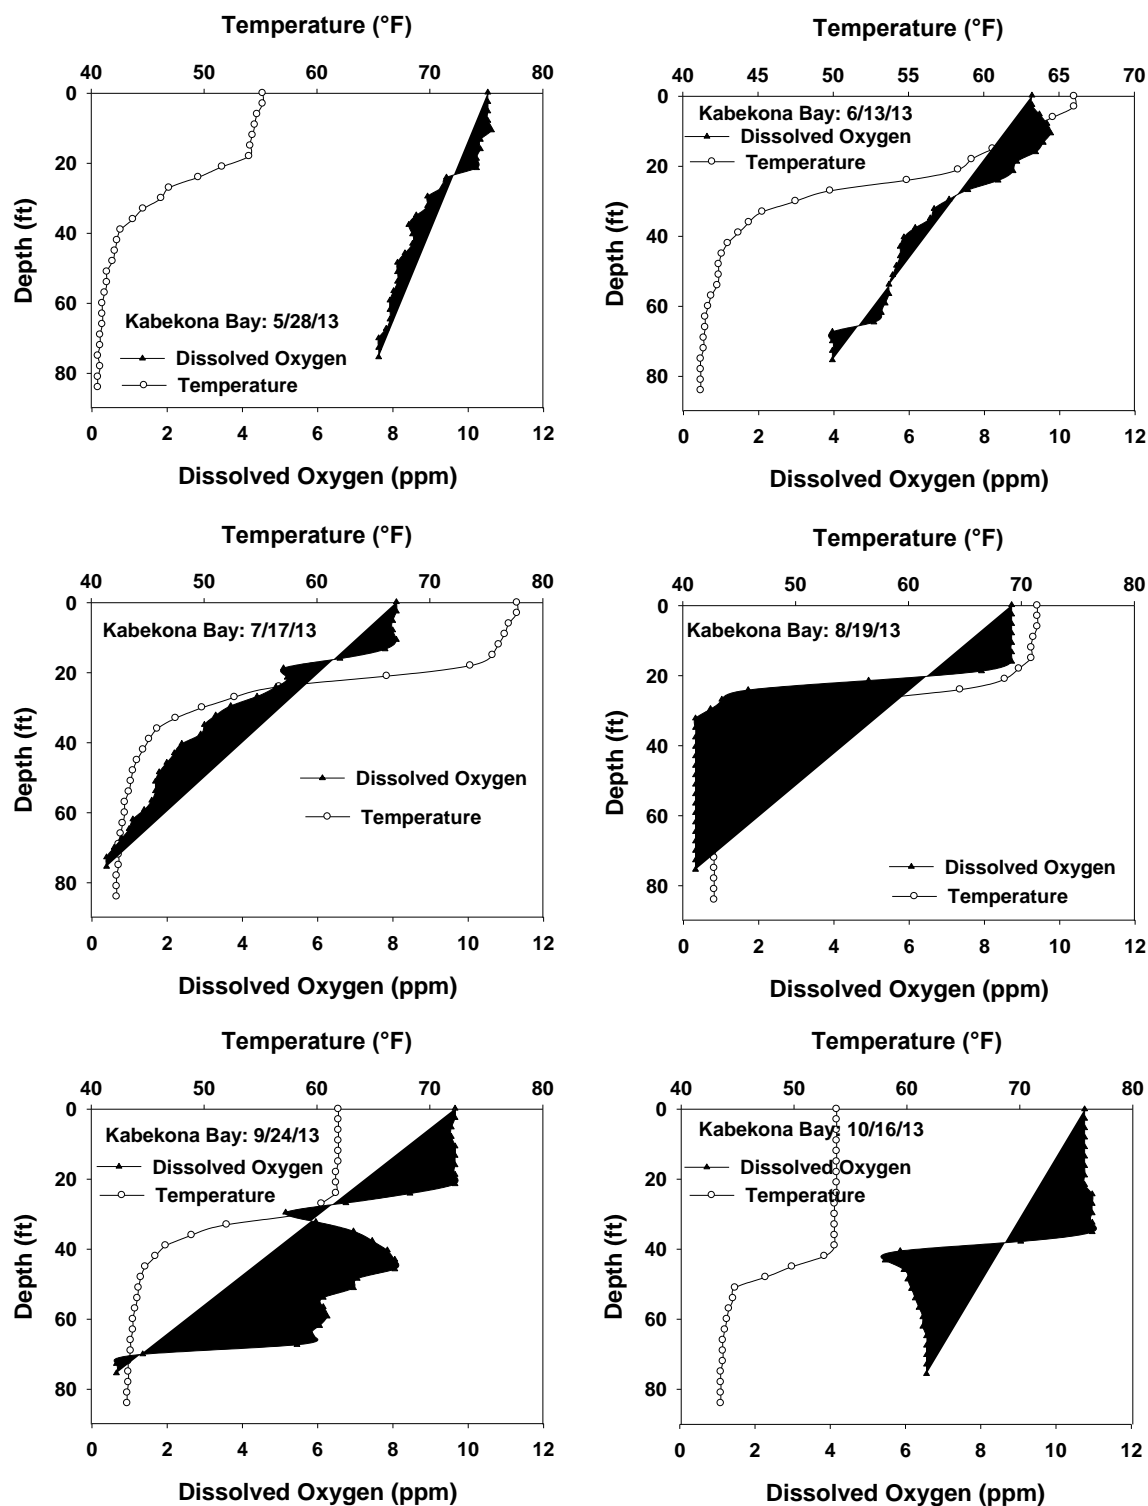 Temperature (°F)
40 50 60 70 80
0
20
40
60
80
Depth (ft)
Kabekona Bay: 5/28/13
Dissolved Oxygen
Temperature
0 2 4 6 8 10 12
Dissolved Oxygen (ppm)
Temperature (°F)
40 45 50 55 60 65 70
0
20
40
60
80
Depth (ft)
Kabekona Bay: 6/13/13
Dissolved Oxygen
Temperature
0 2 4 6 8 10 12
Dissolved Oxygen (ppm)
Temperature (°F)
40 50 60 70 80
0
20
40
60
80
Depth (ft)
Kabekona Bay: 7/17/13
Dissolved Oxygen
Temperature
0 2 4 6 8 10 12
Dissolved Oxygen (ppm)
Temperature (°F)
40 50 60 70 80
0
20
40
60
80
Depth (ft)
Kabekona Bay: 8/19/13
Dissolved Oxygen
Temperature
0 2 4 6 8 10 12
Dissolved Oxygen (ppm)
Temperature (°F)
40 50 60 70 80
0
20
40
60
80
Depth (ft)
Kabekona Bay: 9/24/13
Dissolved Oxygen
Temperature
0 2 4 6 8 10 12
Dissolved Oxygen (ppm)
Temperature (°F)
40 50 60 70 80
0
20
40
60
80
Depth (ft)
Kabekona Bay: 10/16/13
Dissolved Oxygen
Temperature
0 2 4 6 8 10 12
Dissolved Oxygen (ppm)